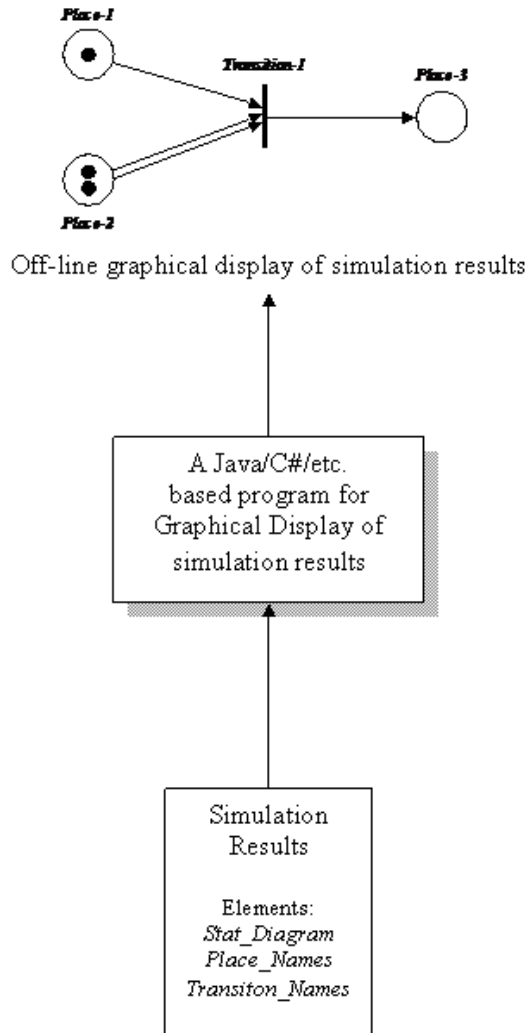 Place-1
Transition-1
Place-3
Place-2
Off-line graphical display of simulation results
A Java/C#/etc.
based program for
Graphical Display of
simulation results
Simulation
Results
Elements:
Stat_Diagram
Place_Names
Transiton_Names